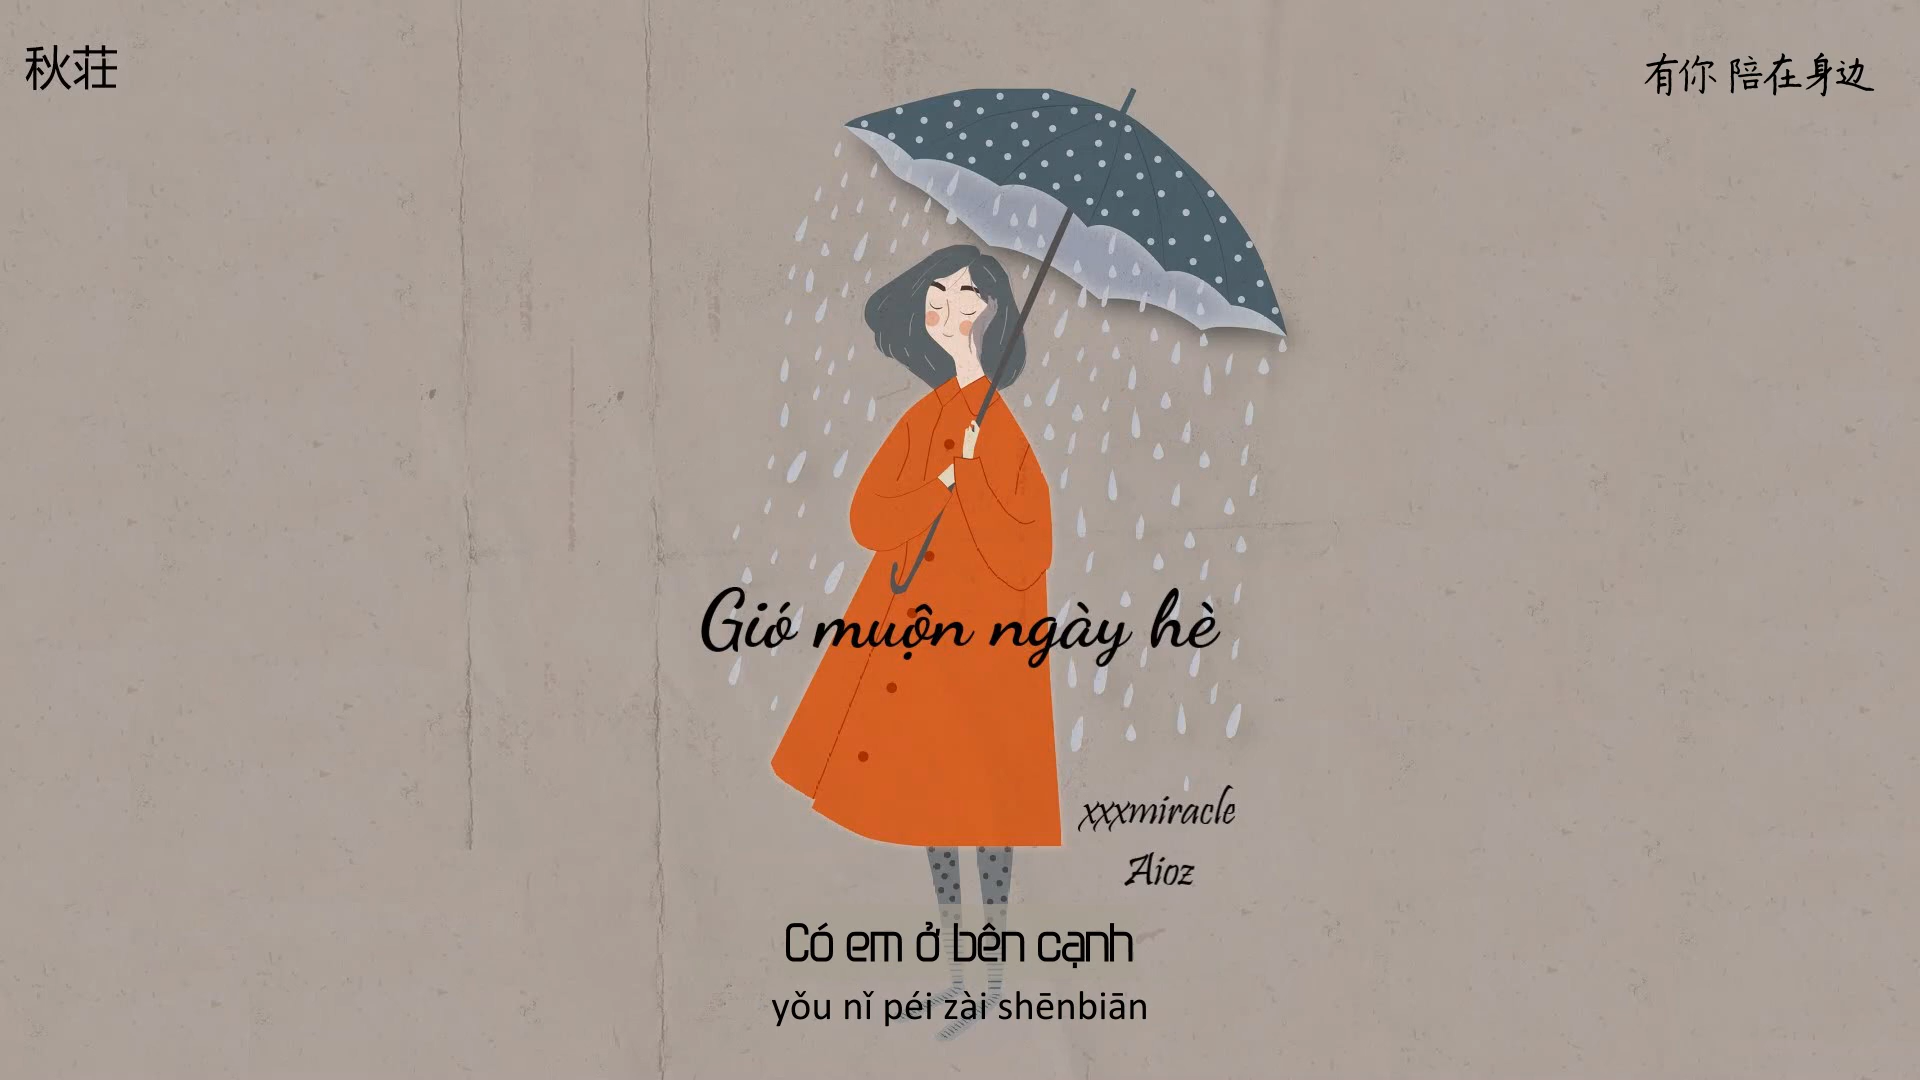 秋荘
有你 陪在身边
Gió muộn ngày hè
xxxmiracle
Aioz
Có em ở bên cạnh
yǒu nǐ péi zài shēnbiān